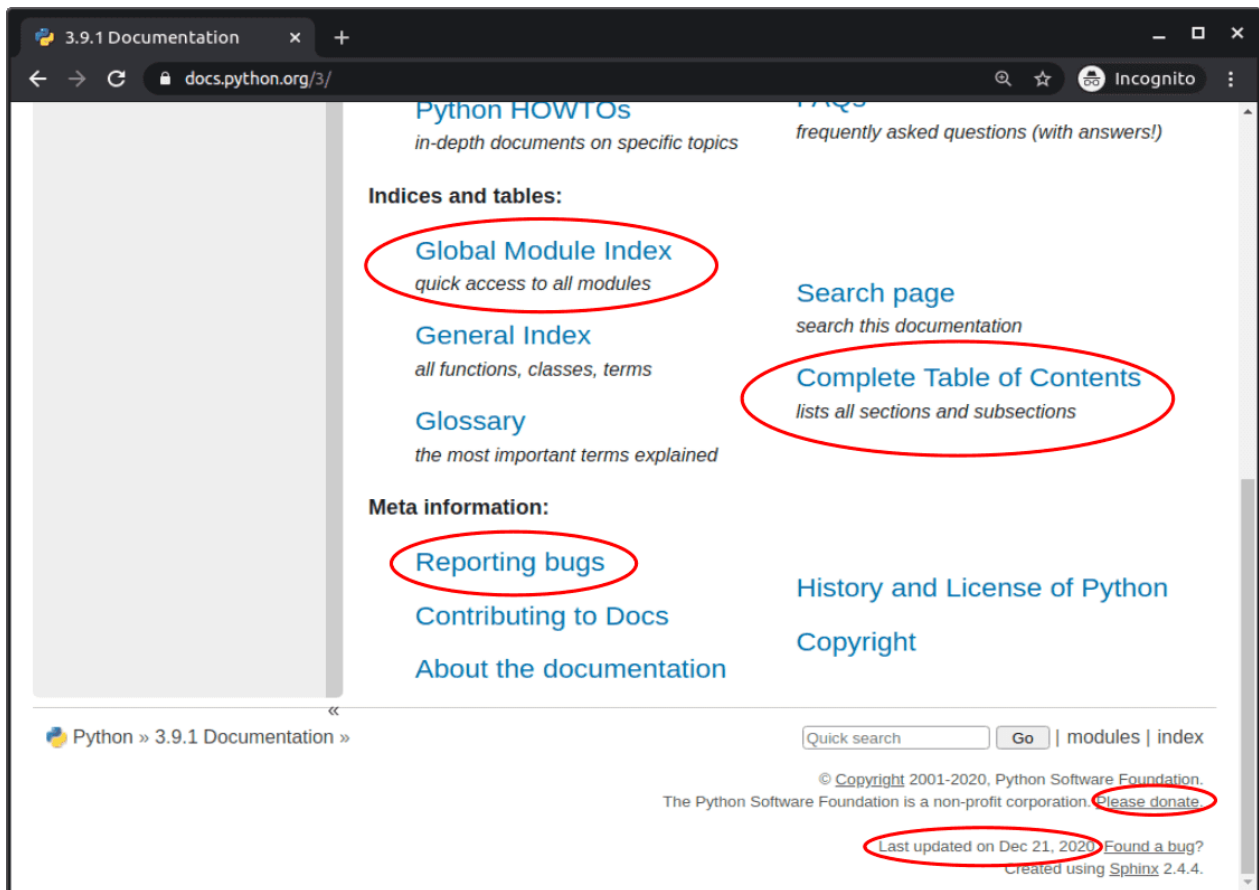 3.9.1 Documentation
docs.python.org/3/
Incognito
Python HOWTOs
in-depth documents on specific topics
FAQs
frequently asked questions (with answers!)
Indices and tables:
Global Module Index
quick access to all modules
General Index
all functions, classes, terms
Glossary
the most important terms explained
Search page
search this documentation
Complete Table of Contents
lists all sections and subsections
Meta information:
Reporting bugs
Contributing to Docs
About the documentation
History and License of Python
Copyright
«
Python » 3.9.1 Documentation »
Quick search Go | modules | index
© Copyright 2001-2020, Python Software Foundation.
The Python Software Foundation is a non-profit corporation. Please donate.
Last updated on Dec 21, 2020. Found a bug?
Created using Sphinx 2.4.4.